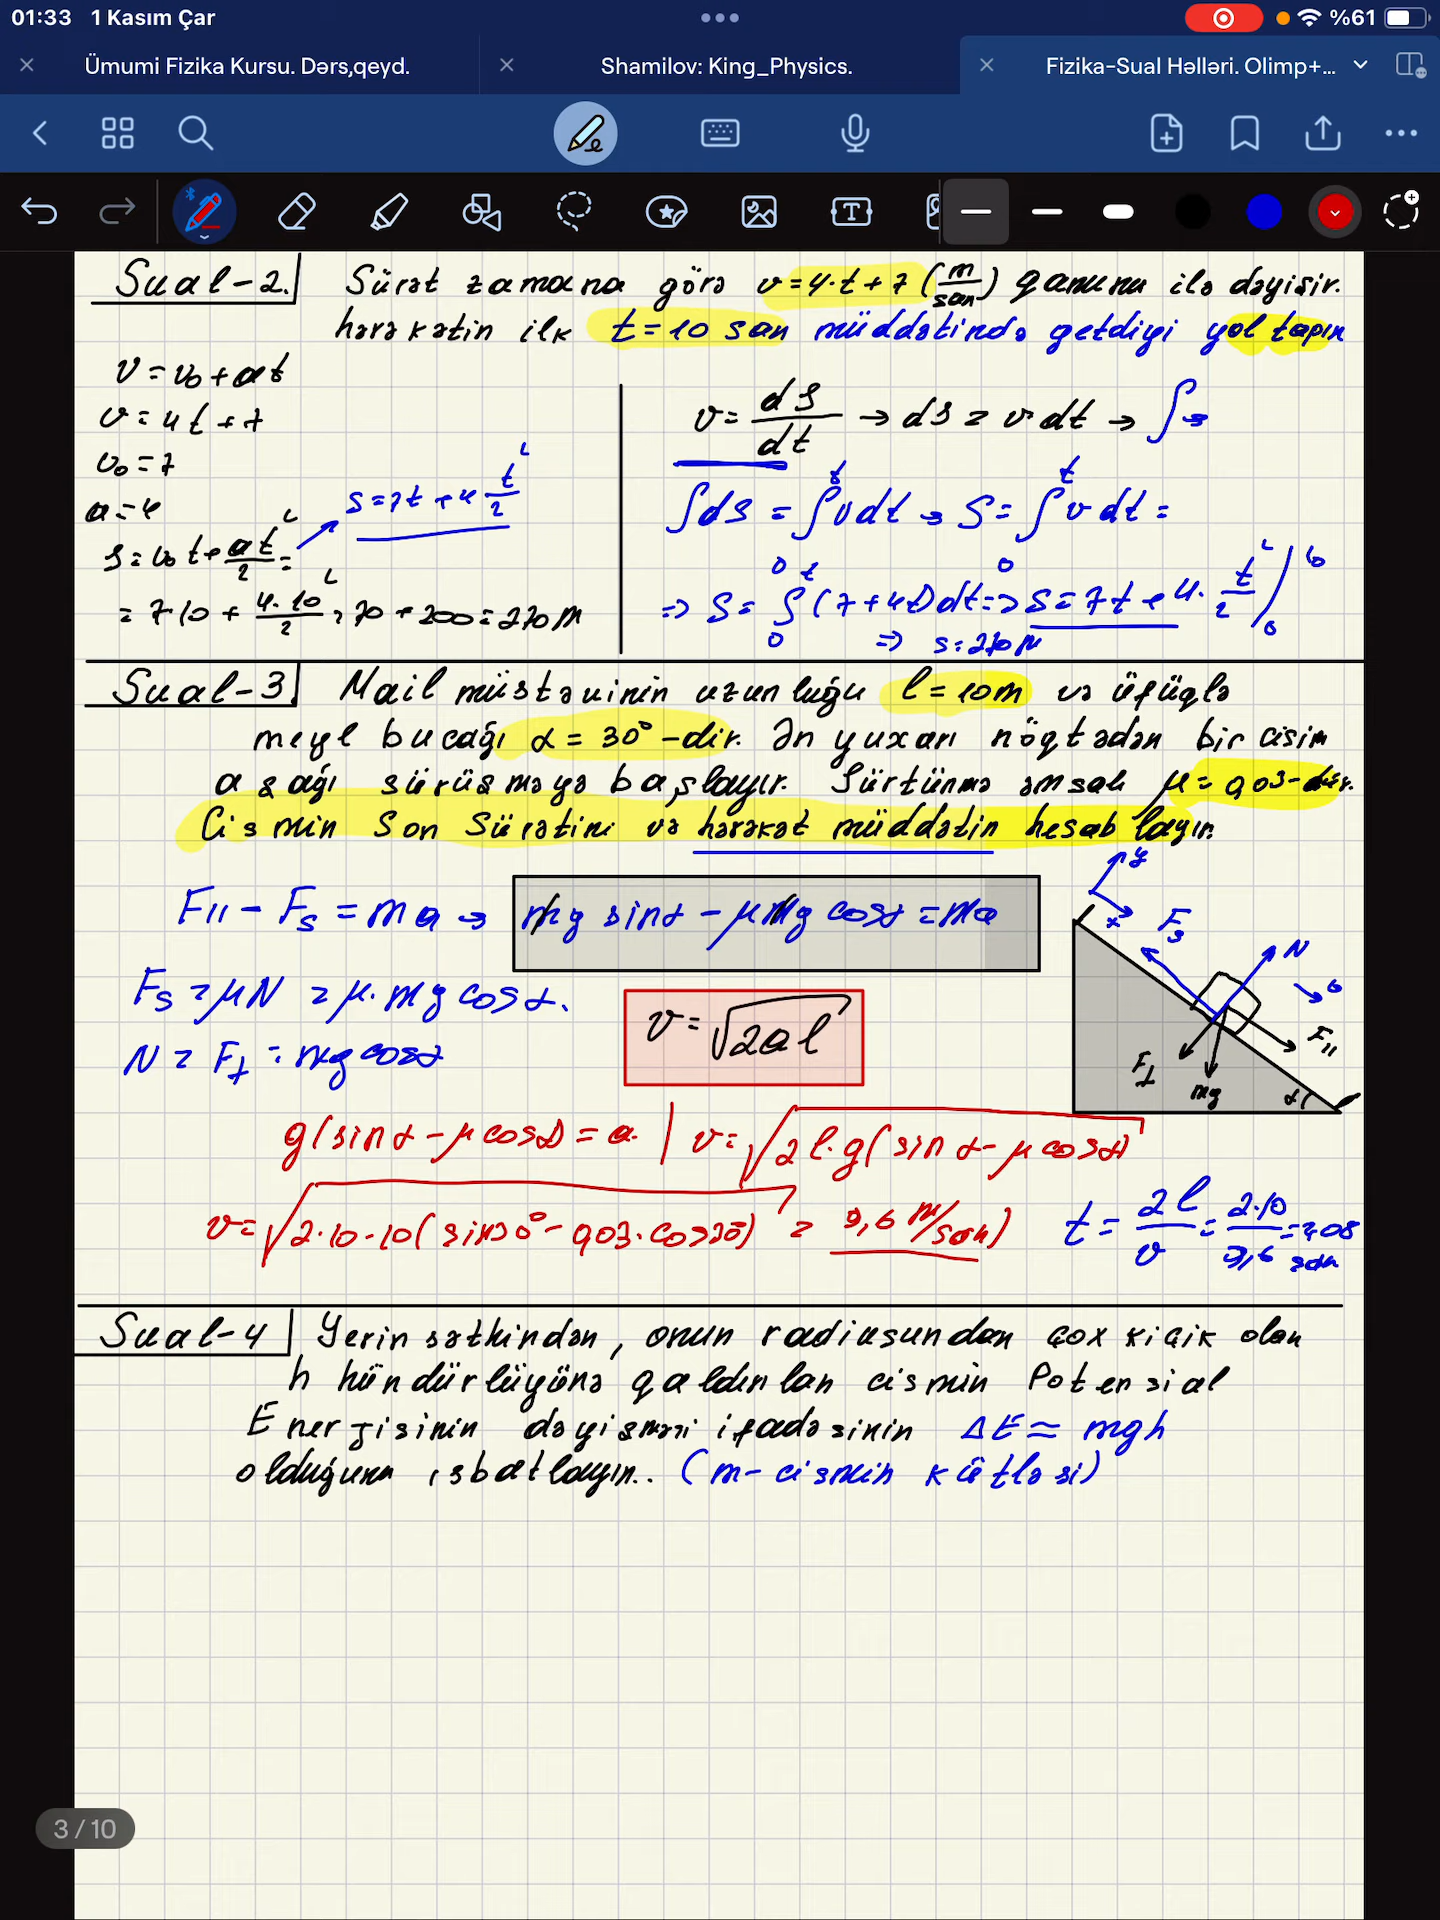 01:33 1 Kasım Çar
%61
Ümumi Fizika Kursu. Dərs,qeyd.
Shamilov: King_Physics.
Fizika-Sual Həlləri. Olimp+...
Sual-2. Sürət zamana görə v=4·t+7 (m/san) qanunu ilə dəyişir.
hərəkətin ilk t=10 san müddətində getdiyi yol tapın
v=v₀+at
v=4t+7
v₀=7
a=4
s=v₀t+at²/2=
s=7t+4t²/2
=7·10+4·10²/2=70+200=270m
v=ds/dt → ds=v·dt → ∫s
∫ds=∫₀ᵗvdt → S=∫₀ᵗv dt=
⇒ S=∫₀ᵗ(7+4t)dt ⇒ s=7t+4·t²/2 |₀¹⁰
⇒ s=270m
Sual-3. Mail müstəvinin uzunluğu l=10m və üfüqlə
meyl bucağı α=30°-dir. Ən yuxarı nöqtədən bir cisim
aşağı sürüşməyə başlayır. Sürtünmə əmsalı μ=0,03-dür.
Cismin Son Sürətini və hərəkət müddətin hesablayın.
F∥ - Fₛ = ma → mg sinα - μmg cosα = ma
Fₛ=μN=μ·mg cosα.
v=√2al
N=F⊥=mg cosα
y
x
Fₛ
N
υ
F∥
F⊥
mg
α
g(sinα-μcosα)=a | v=√2l·g(sinα-μcosα)
v=√2·10·10(sin30°-0,03·cos30) = 9,6 m/san)
t=2l/v=2·10/9,6=2,08 san
Sual-4 Yerin səthindən, onun radiusundan çox kiçik olan
h hündürlüyünə qaldırılan cismin Potensial
Enerjisinin dəyişməsi ifadəsinin ΔE≈mgh
olduğunu isbatlayın.. (m-cismin kütləsi)
3 / 10